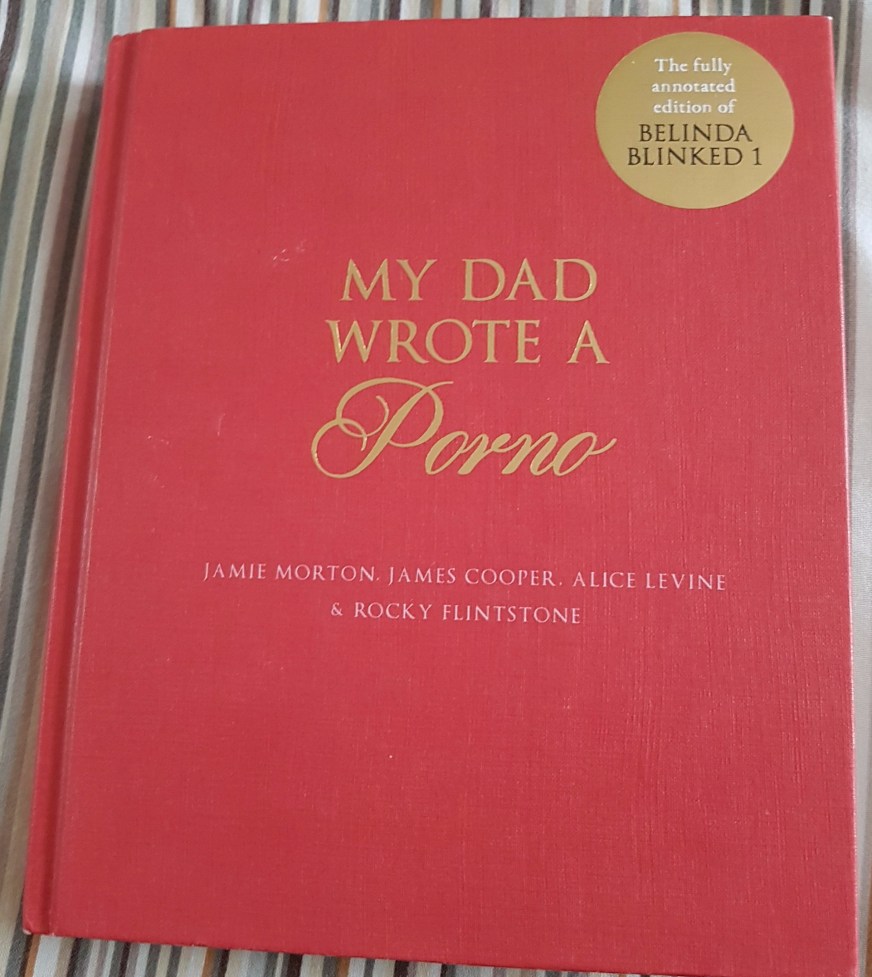 The fully
annotated
edition of
BELINDA
BLINKED 1
MY DAD
WROTE A
Porno
JAMIE MORTON, JAMES COOPER, ALICE LEVINE
& ROCKY FLINTSTONE